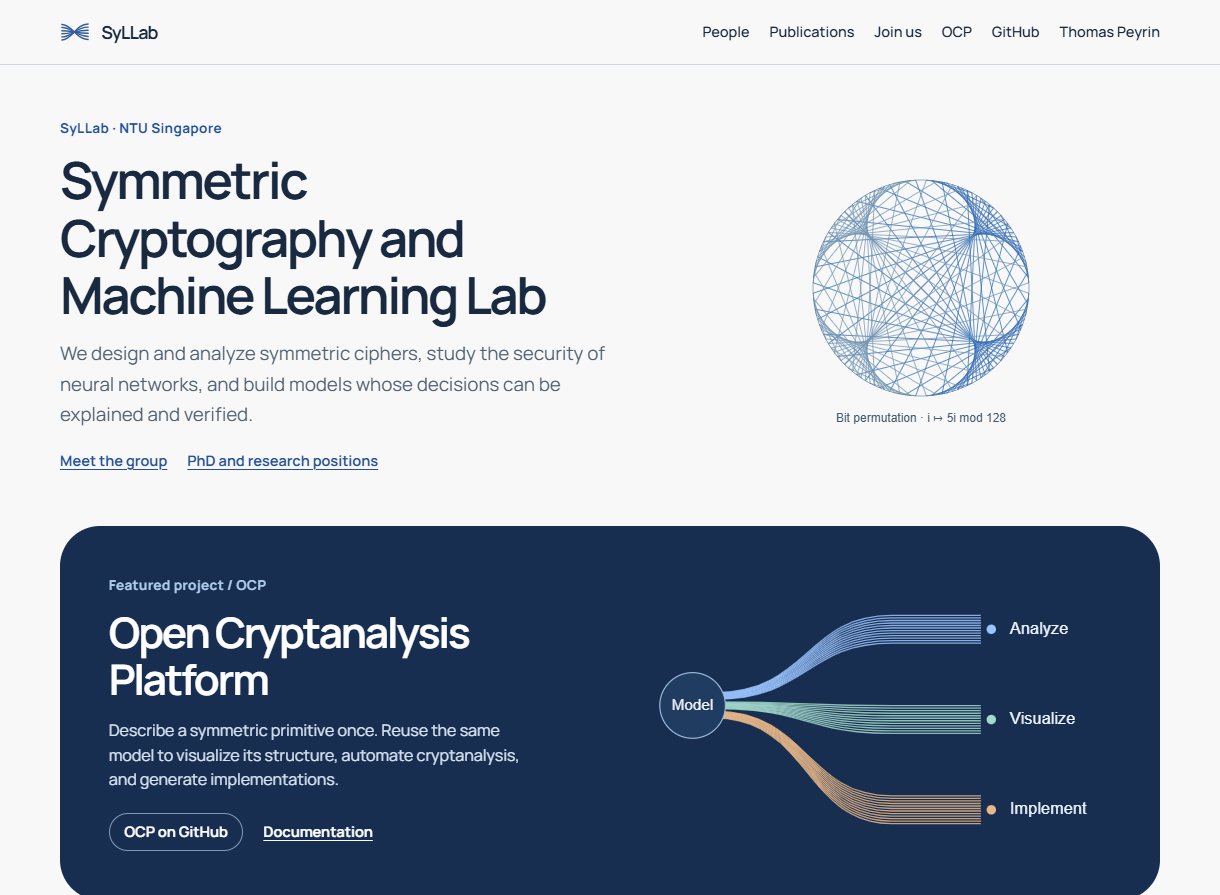 SyLLab
People Publications Join us OCP GitHub Thomas Peyrin
SyLLab · NTU Singapore
Symmetric
Cryptography and
Machine Learning Lab
We design and analyze symmetric ciphers, study the security of
neural networks, and build models whose decisions can be
explained and verified.
Meet the group PhD and research positions
Bit permutation · i ↦ 5i mod 128
Featured project / OCP
Open Cryptanalysis
Platform
Describe a symmetric primitive once. Reuse the same
model to visualize its structure, automate cryptanalysis,
and generate implementations.
OCP on GitHub Documentation
Model
Analyze
Visualize
Implement